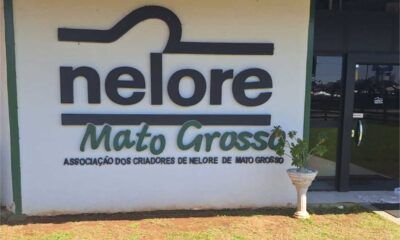 nelore
Mato Grosso
ASSOCIAÇÃO DOS CRIADORES DE NELORE DE MATO GROSSO